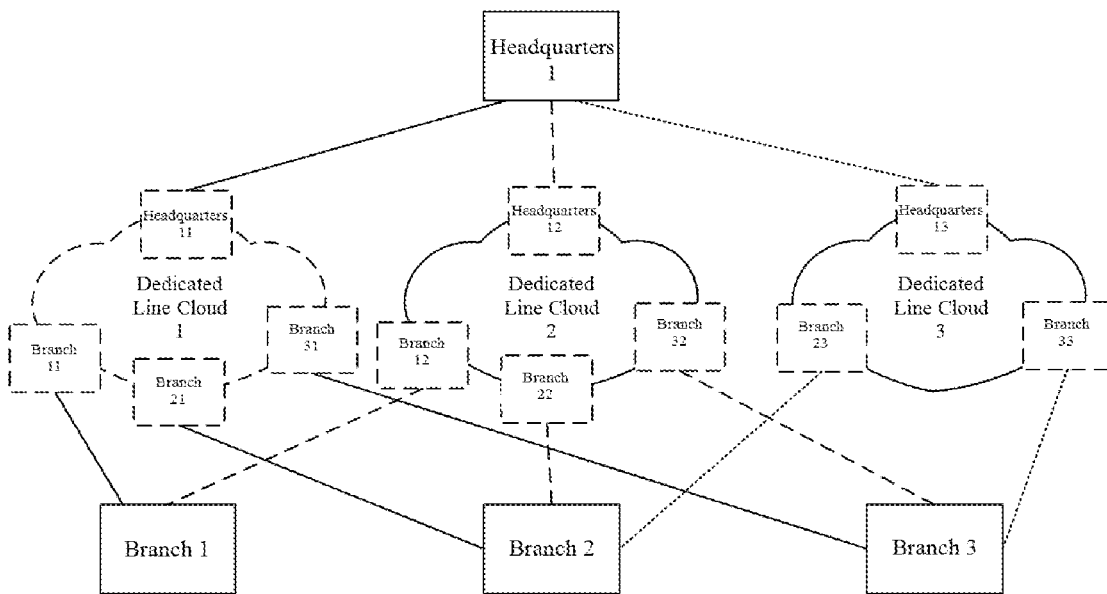 Headquarters
1
Headquarters
11
Headquarters
12
Headquarters
13
Dedicated
Line Cloud
1
Dedicated
Line Cloud
2
Dedicated
Line Cloud
3
Branch
11
Branch
21
Branch
31
Branch
12
Branch
22
Branch
32
Branch
23
Branch
33
Branch 1
Branch 2
Branch 3